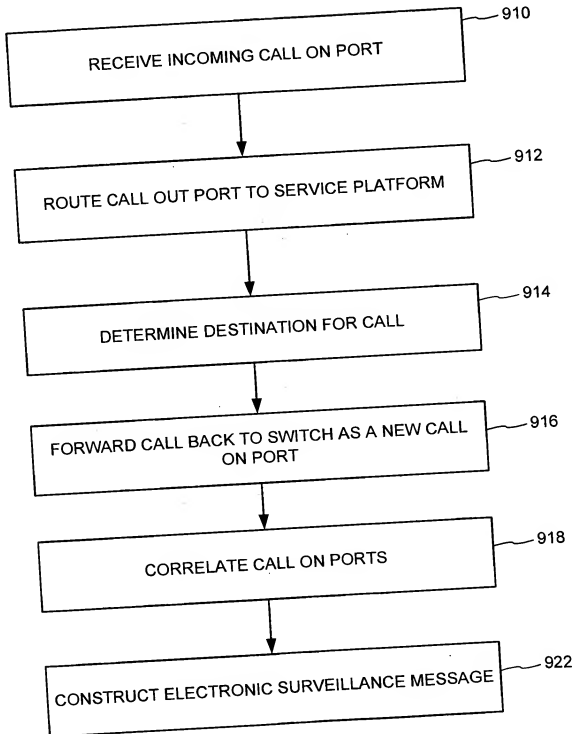 910
RECEIVE INCOMING CALL ON PORT
912
ROUTE CALL OUT PORT TO SERVICE PLATFORM
914
DETERMINE DESTINATION FOR CALL
916
FORWARD CALL BACK TO SWITCH AS A NEW CALL
ON PORT
918
CORRELATE CALL ON PORTS
922
CONSTRUCT ELECTRONIC SURVEILLANCE MESSAGE